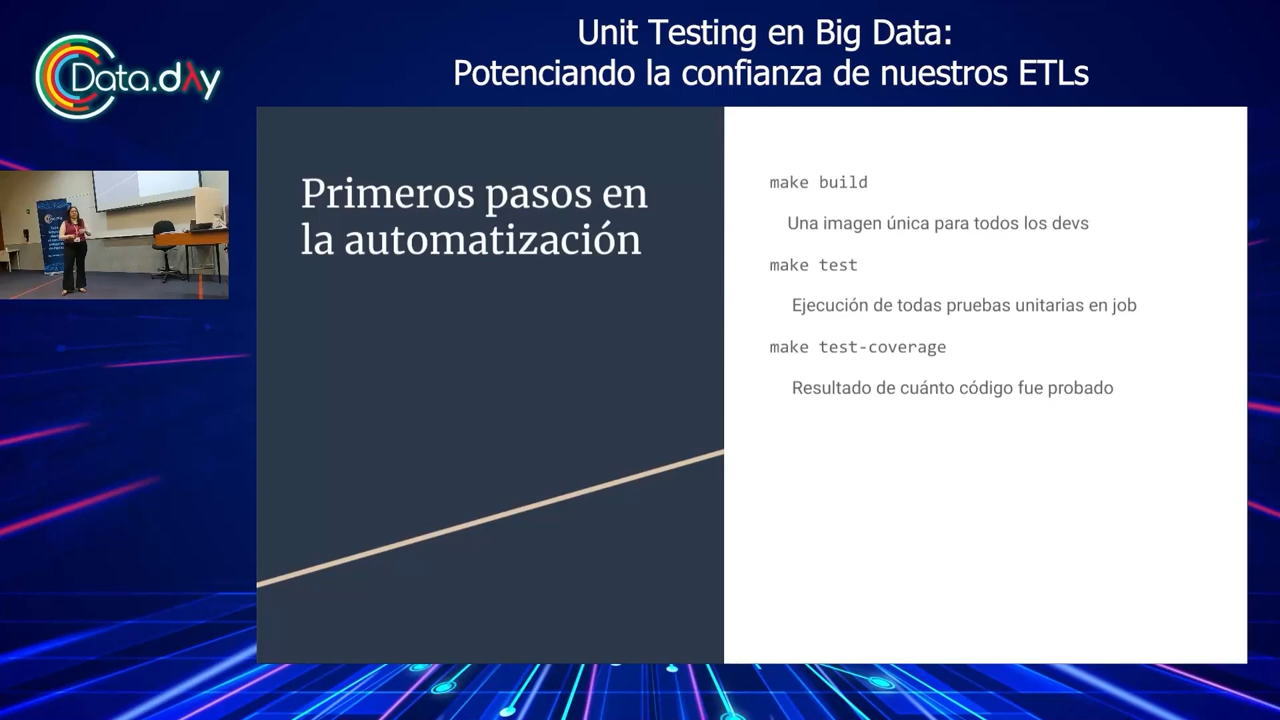 Unit Testing en Big Data:
Potenciando la confianza de nuestros ETLs
Data.dλy
Primeros pasos en
la automatización
make build
Una imagen única para todos los devs
make test
Ejecución de todas pruebas unitarias en job
make test-coverage
Resultado de cuánto código fue probado